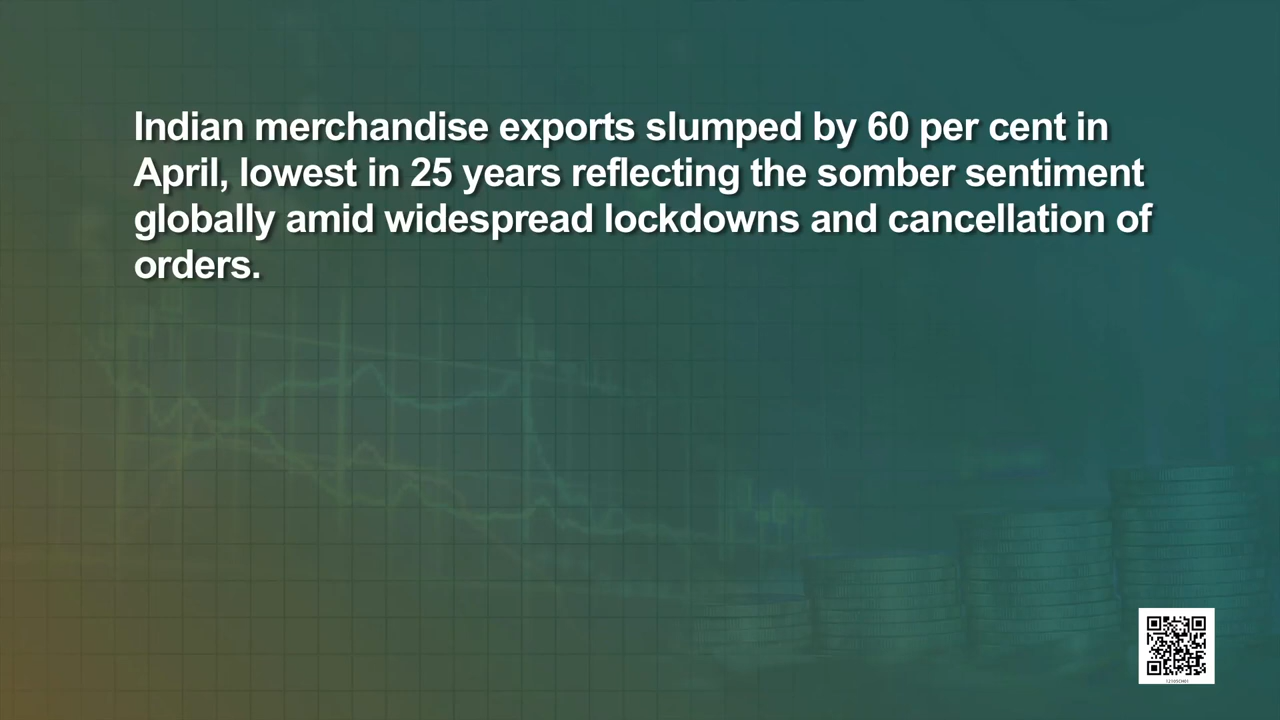 Indian merchandise exports slumped by 60 per cent in
April, lowest in 25 years reflecting the somber sentiment
globally amid widespread lockdowns and cancellation of
orders.